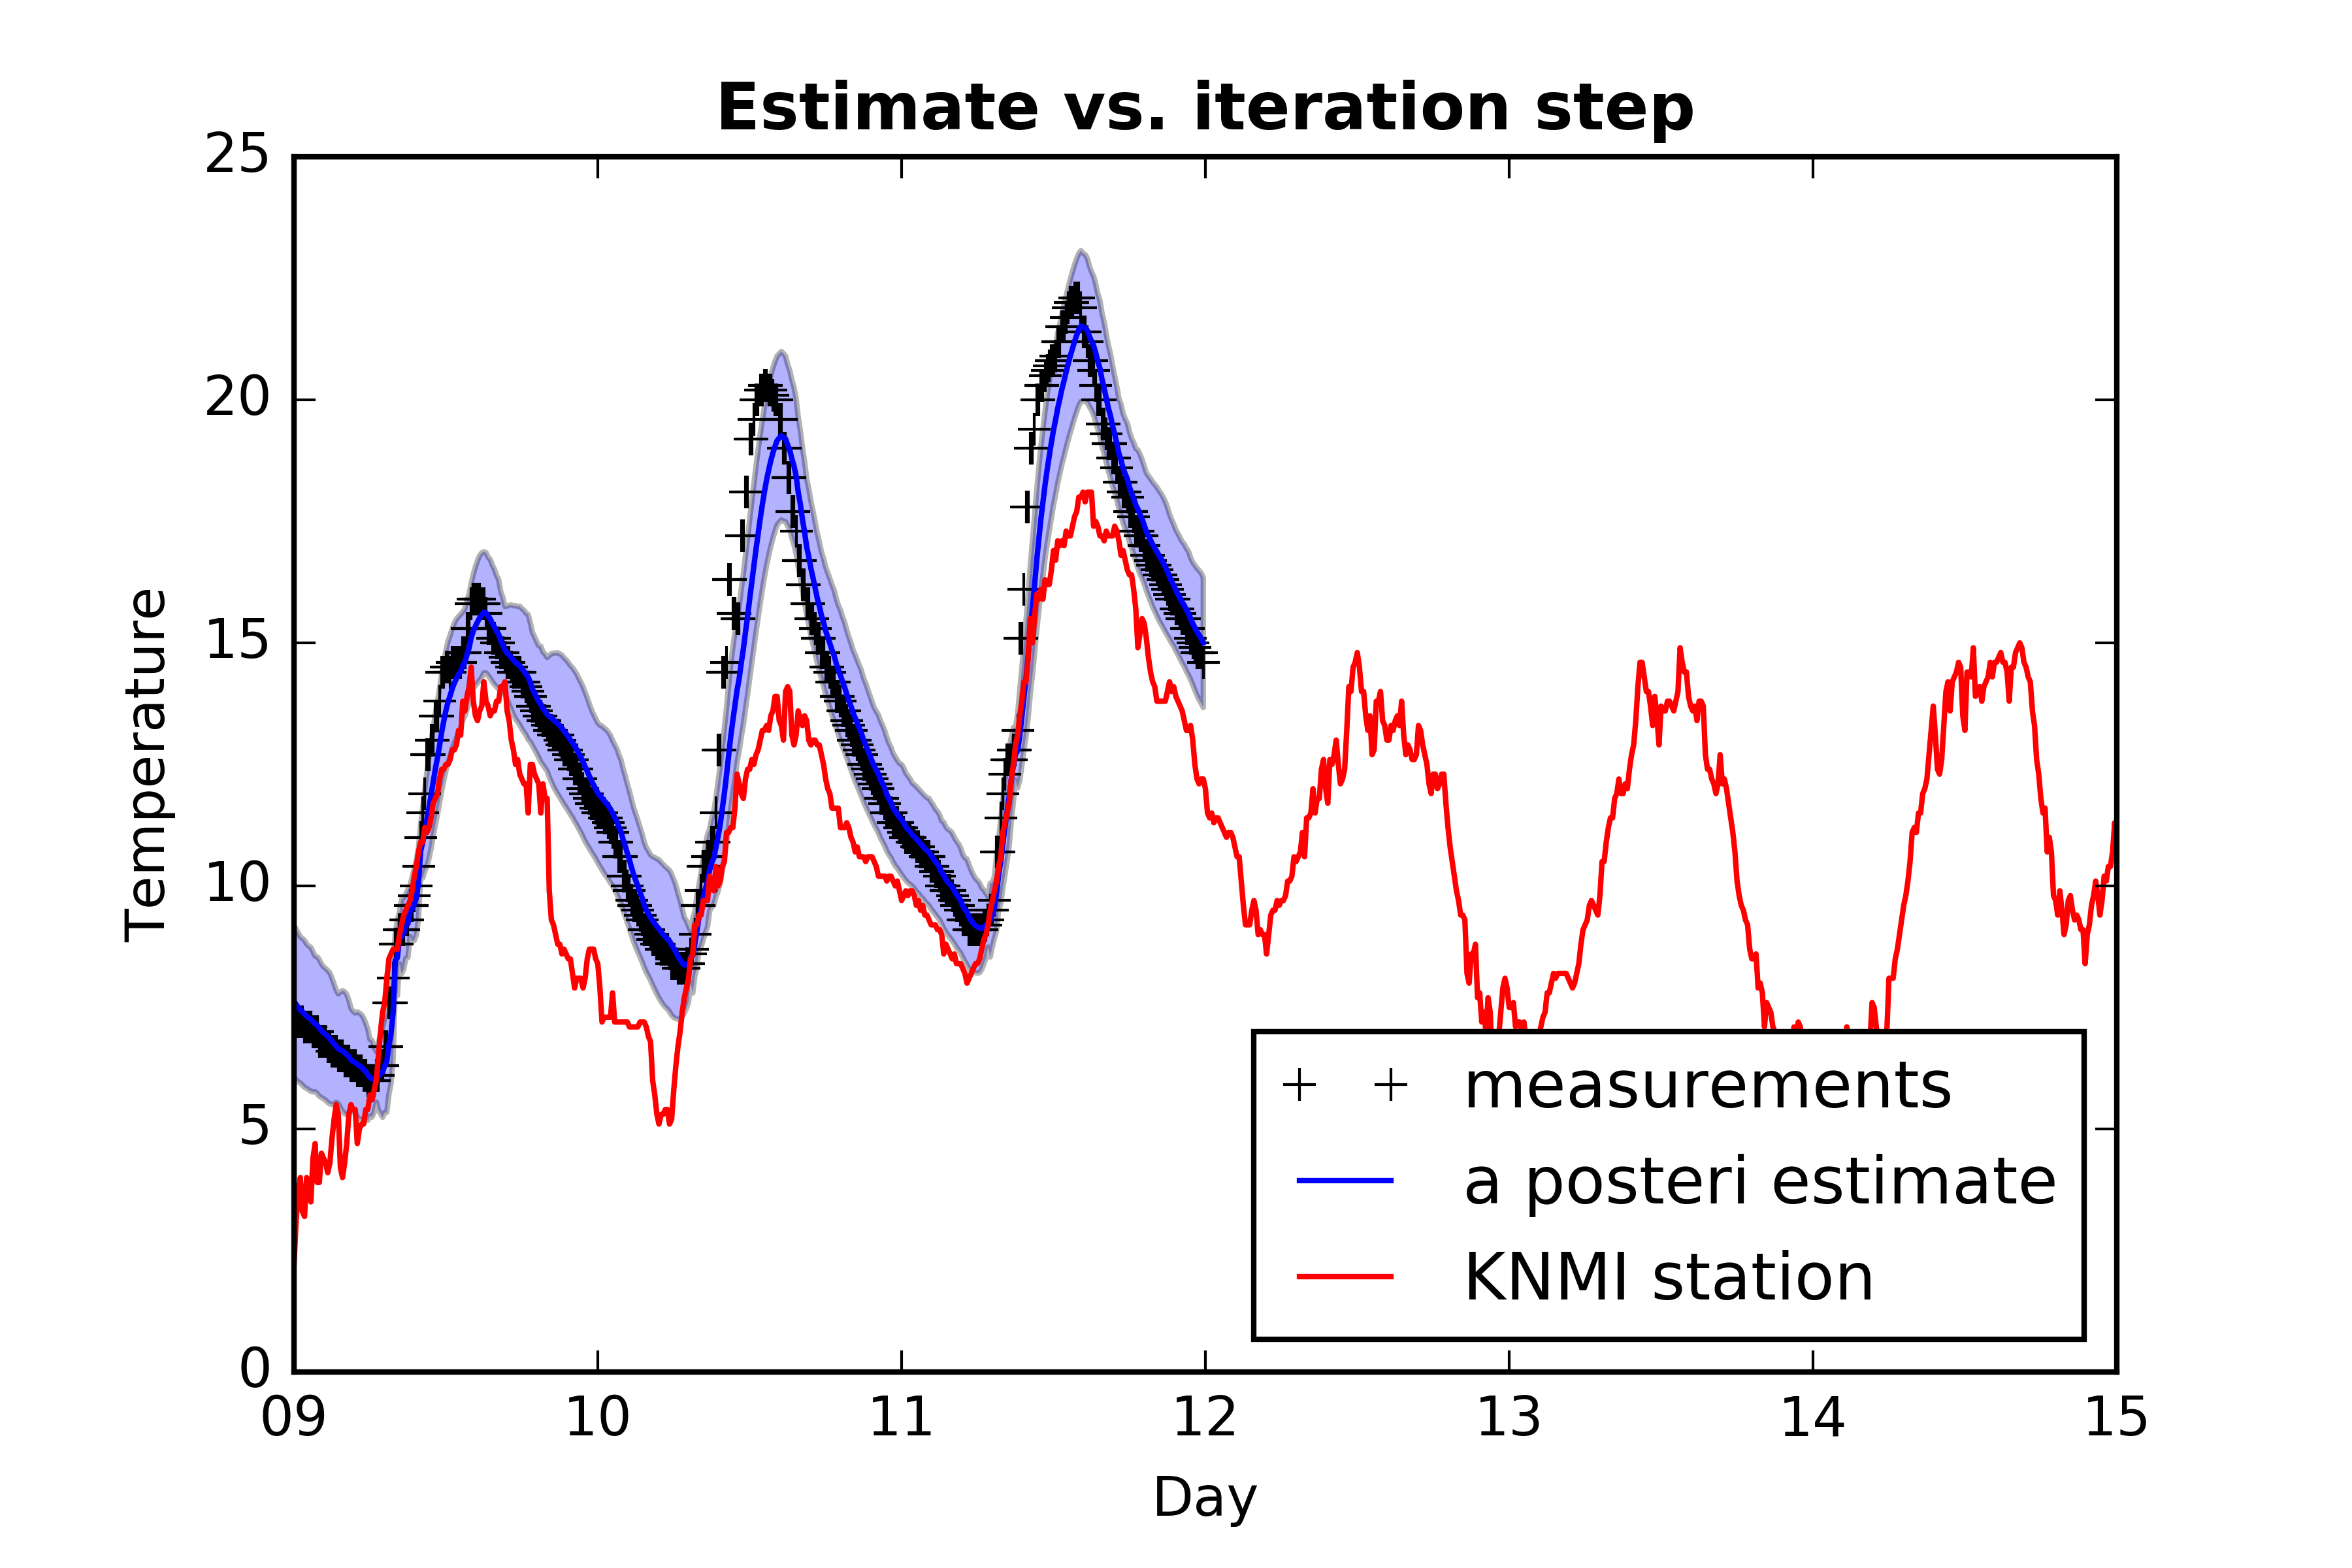 Estimate vs. iteration step
25
20
15
10
5
0
Temperature
09 10 11 12 13 14 15
Day
measurements
a posteri estimate
KNMI station